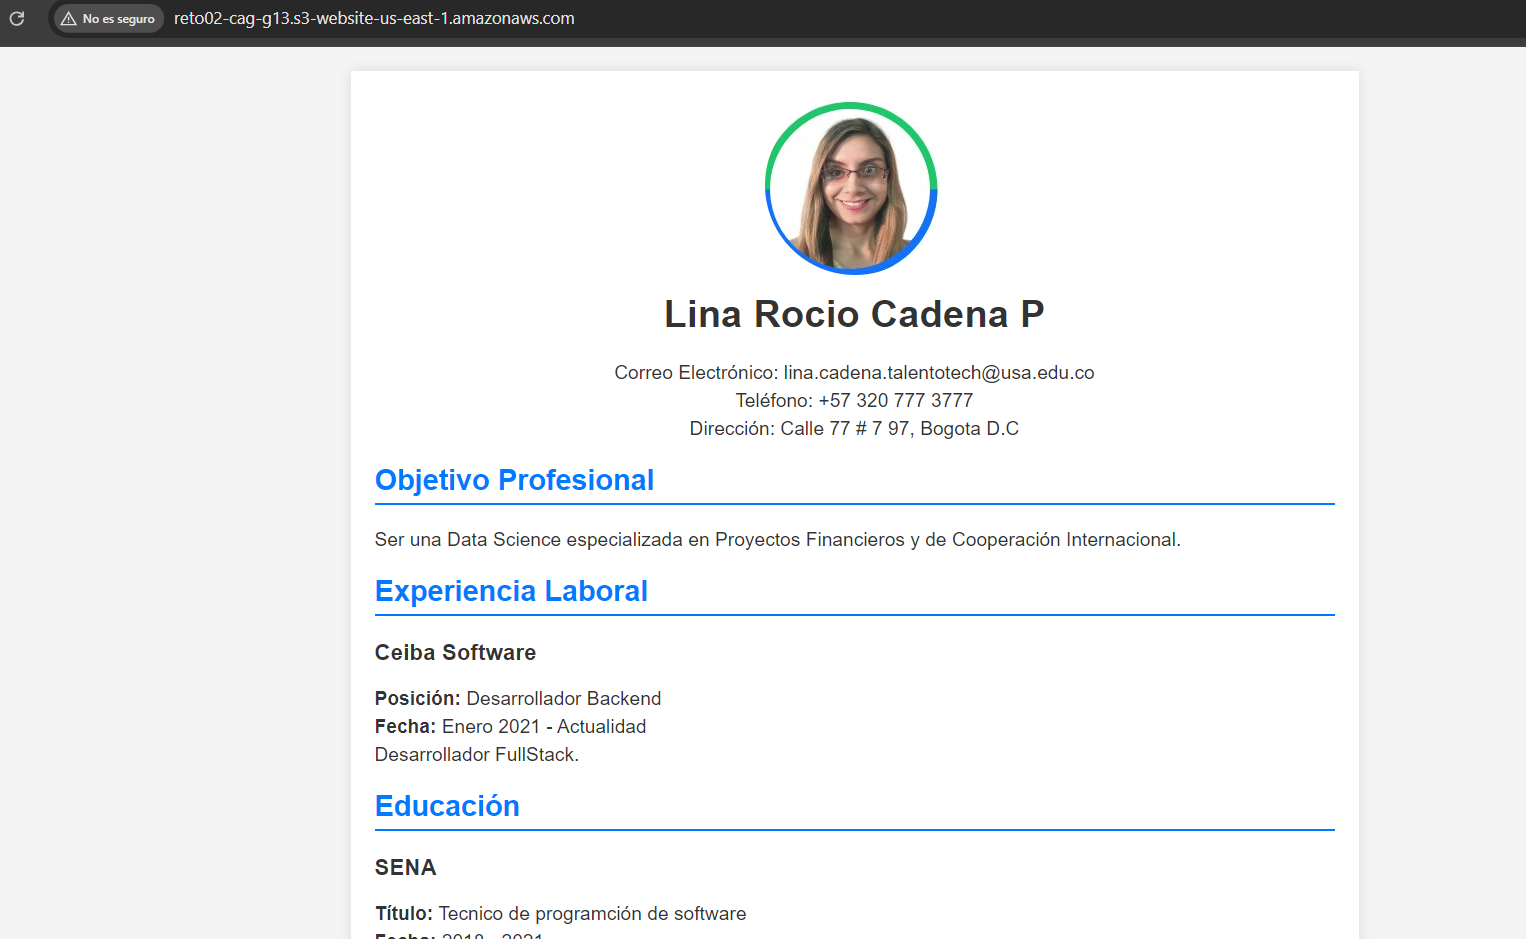 No es seguro reto02-cag-g13.s3-website-us-east-1.amazonaws.com
Lina Rocio Cadena P
Correo Electrónico: lina.cadena.talentotech@usa.edu.co
Teléfono: +57 320 777 3777
Dirección: Calle 77 # 7 97, Bogota D.C
Objetivo Profesional
Ser una Data Science especializada en Proyectos Financieros y de Cooperación Internacional.
Experiencia Laboral
Ceiba Software
Posición: Desarrollador Backend
Fecha: Enero 2021 - Actualidad
Desarrollador FullStack.
Educación
SENA
Título: Tecnico de programción de software
Fecha: 2018 - 2021